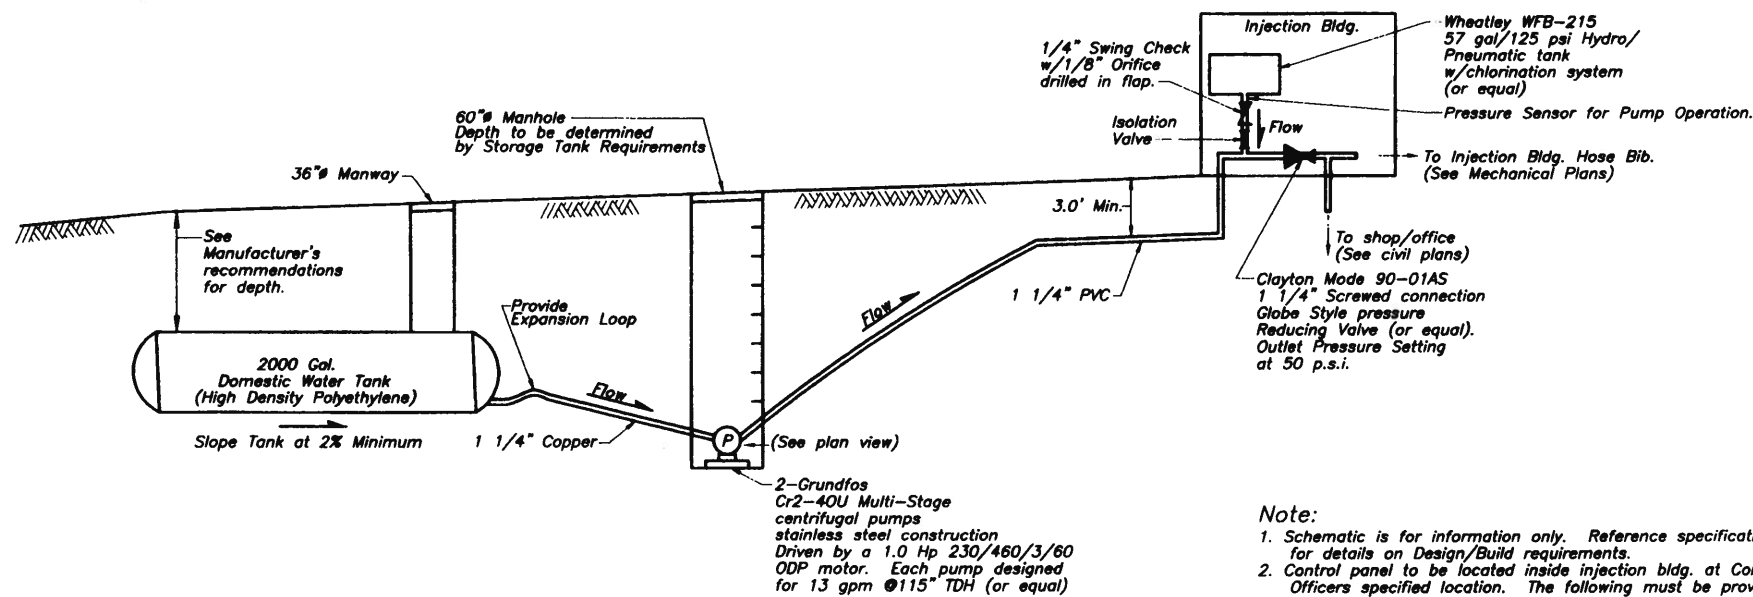 Injection Bldg.
Wheatley WFB-215
57 gal/125 psi Hydro/
Pneumatic tank
w/chlorination system
(or equal)
1/4" Swing Check
w/1/8" Orifice
drilled in flap.
Pressure Sensor for Pump Operation.
Isolation
Valve
Flow
To Injection Bldg. Hose Bib.
(See Mechanical Plans)
60"ø Manhole
Depth to be determined
by Storage Tank Requirements
36"ø Manway
3.0' Min.
See
Manufacturer's
recommendations
for depth.
To shop/office
(See civil plans)
Clayton Mode 90-01AS
1 1/4" Screwed connection
Globe Style pressure
Reducing Valve (or equal).
Outlet Pressure Setting
at 50 p.s.i.
1 1/4" PVC
Provide
Expansion Loop
Flow
2000 Gal.
Domestic Water Tank
(High Density Polyethylene)
Flow
Slope Tank at 2% Minimum
1 1/4" Copper
P
(See plan view)
2-Grundfos
Cr2-40U Multi-Stage
centrifugal pumps
stainless steel construction
Driven by a 1.0 Hp 230/460/3/60
ODP motor. Each pump designed
for 13 gpm @115" TDH (or equal)
Note:
1. Schematic is for information only. Reference specificati
for details on Design/Build requirements.
2. Control panel to be located inside injection bldg. at Co
Officers specified location. The following must be prov